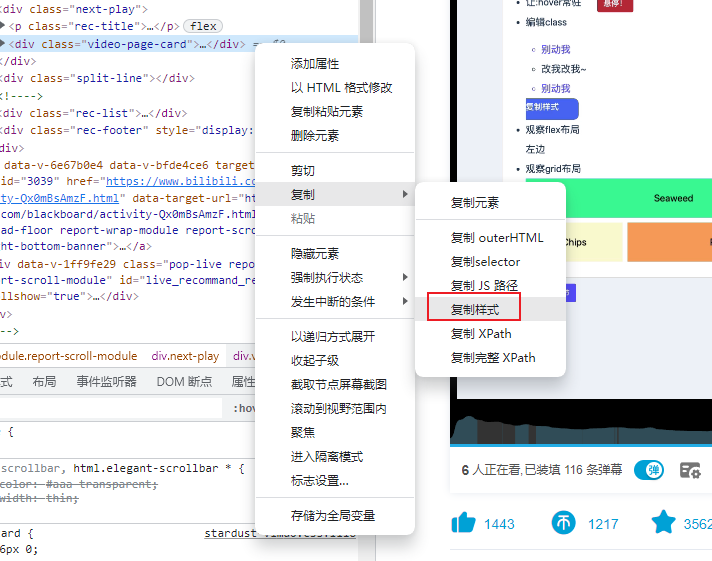 <div class="next-play">
<p class="rec-title">…</p> flex
<div class="video-page-card">…</div> == $0
</div>
<div class="split-line"></div>
<!---->
<div class="rec-list">…</div>
<div class="rec-footer" style="display:
data-v-6e67b0e4 data-v-bfde4ce6 target
id="3039" href="https://www.bilibili.co
ty-Qx0mBsAmzF.html" data-target-url="ht
com/blackboard/activity-Qx0mBsAmzF.html
ad-floor report-wrap-module report-scro
ht-bottom-banner">…</a>
iv data-v-1ff9fe29 class="pop-live repo
rt-scroll-module" id="live_recommand_re
llshow="true">…</div>
v>
-->
odule.report-scroll-module div.next-play div.v
式 布局 事件监听器 DOM 断点 属性
:hov
{
scrollbar, html.elegant-scrollbar * {
color: #aaa transparent;
width: thin;
ard { stardust
6px 0;
添加属性
以 HTML 格式修改
复制粘贴元素
删除元素
剪切
复制
粘贴
隐藏元素
强制执行状态
发生中断的条件
以递归方式展开
收起子级
截取节点屏幕截图
滚动到视野范围内
聚焦
进入隔离模式
标志设置...
存储为全局变量
复制元素
复制 outerHTML
复制selector
复制 JS 路径
复制样式
复制 XPath
复制完整 XPath
让:hover常驻
悬停!
编辑class
别动我
改我改我~
别动我
复制样式
观察flex布局
左边
观察grid布局
Seaweed
Chips
6 人正在看,已装填 116 条弹幕
弹
1443 1217 3562